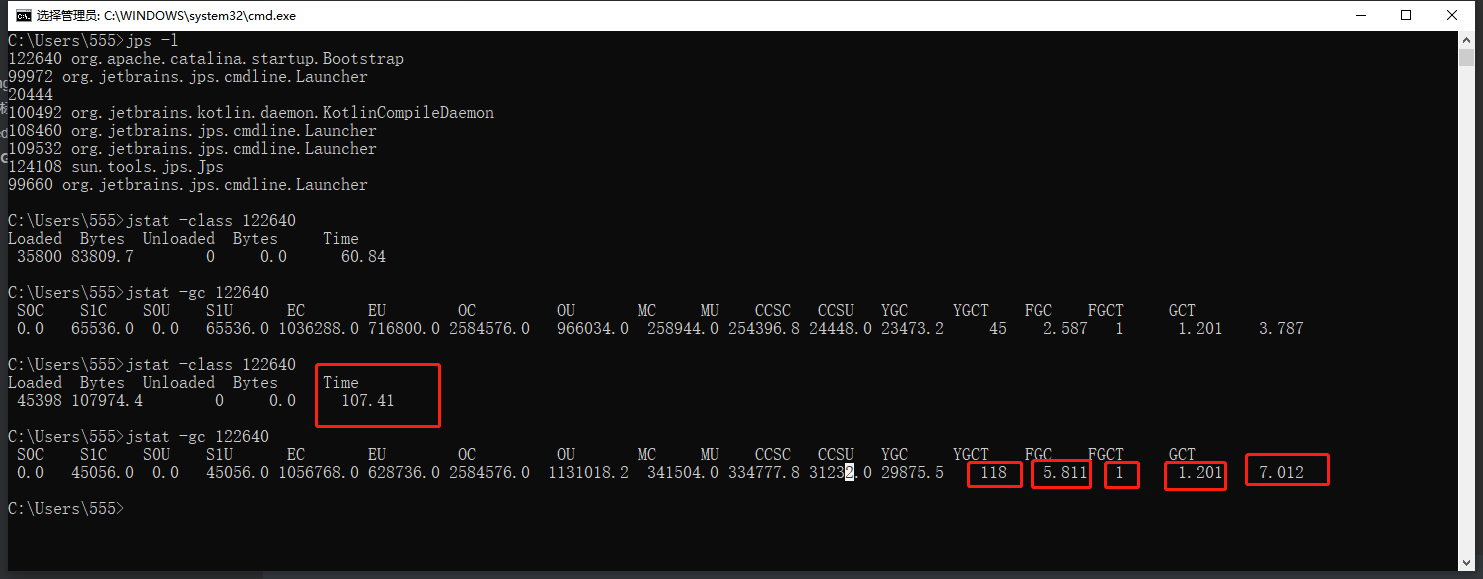 选择管理员: C:\WINDOWS\system32\cmd.exe
C:\Users\555>jps -l
122640 org.apache.catalina.startup.Bootstrap
99972 org.jetbrains.jps.cmdline.Launcher
20444
100492 org.jetbrains.kotlin.daemon.KotlinCompileDaemon
108460 org.jetbrains.jps.cmdline.Launcher
109532 org.jetbrains.jps.cmdline.Launcher
124108 sun.tools.jps.Jps
99660 org.jetbrains.jps.cmdline.Launcher
C:\Users\555>jstat -class 122640
Loaded Bytes Unloaded Bytes Time
35800 83809.7 0 0.0 60.84
C:\Users\555>jstat -gc 122640
S0C S1C S0U S1U EC EU OC OU MC MU CCSC CCSU YGC YGCT FGC FGCT GCT
0.0 65536.0 0.0 65536.0 1036288.0 716800.0 2584576.0 966034.0 258944.0 254396.8 24448.0 23473.2 45 2.587 1 1.201 3.787
C:\Users\555>jstat -class 122640
Loaded Bytes Unloaded Bytes Time
45398 107974.4 0 0.0 107.41
C:\Users\555>jstat -gc 122640
S0C S1C S0U S1U EC EU OC OU MC MU CCSC CCSU YGC YGCT FGC FGCT GCT
0.0 45056.0 0.0 45056.0 1056768.0 628736.0 2584576.0 1131018.2 341504.0 334777.8 31232.0 29875.5 118 5.811 1 1.201 7.012
C:\Users\555>